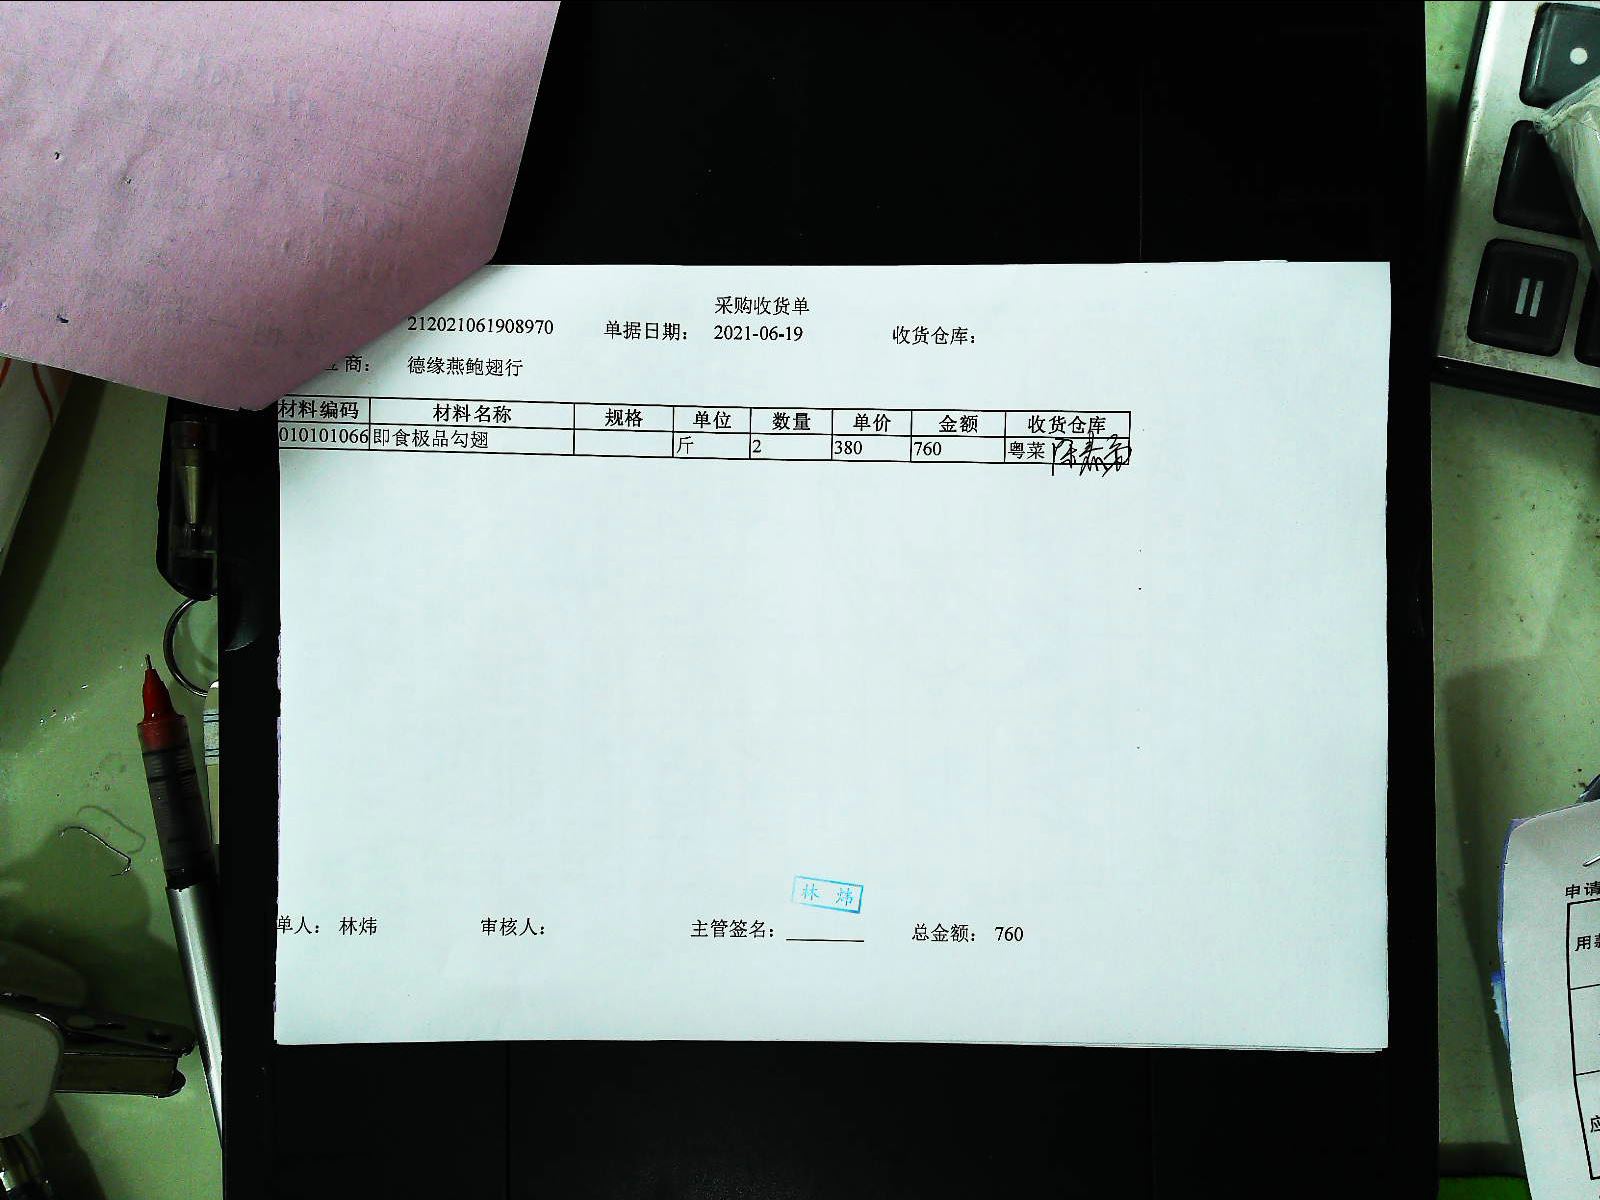 采购收货单
212021061908970 单据日期: 2021-06-19 收货仓库:
商: 德缘燕鲍翅行
材料编码 材料名称 规格 单位 数量 单价 金额 收货仓库
010101066 即食极品勾翅 斤 2 380 760 粤菜
林 炜
单人: 林炜 审核人: 主管签名: 总金额: 760
申请
用